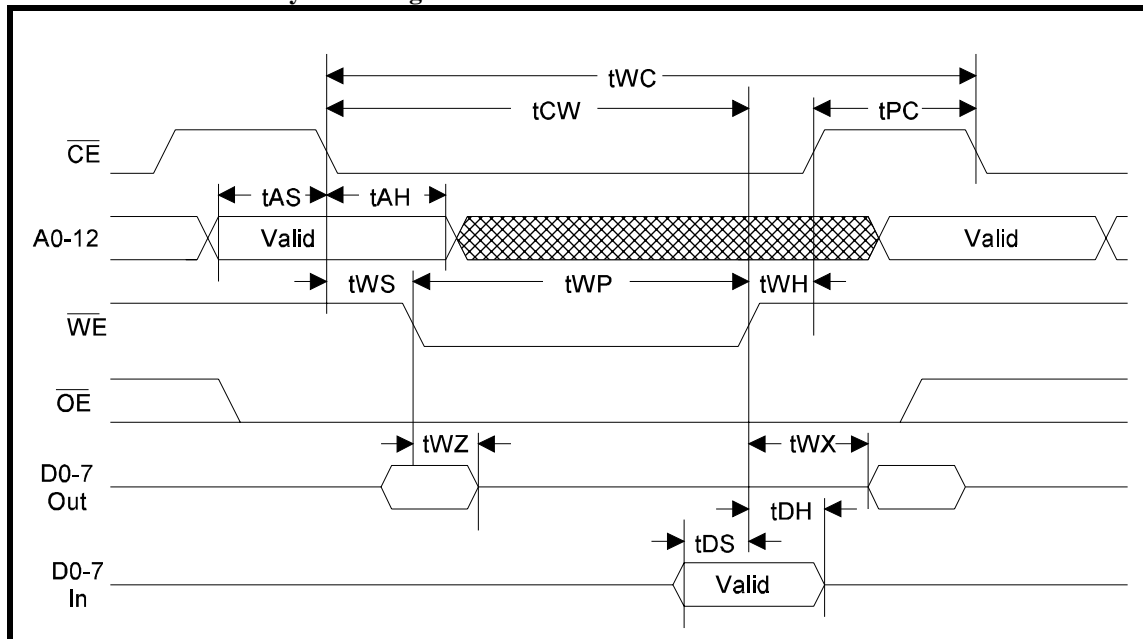 tWC
tCW
tPC
CE
tAS
tAH
A0-12
Valid
Valid
tWS
tWP
tWH
WE
OE
tWZ
tWX
D0-7
Out
tDH
tDS
D0-7
In
Valid